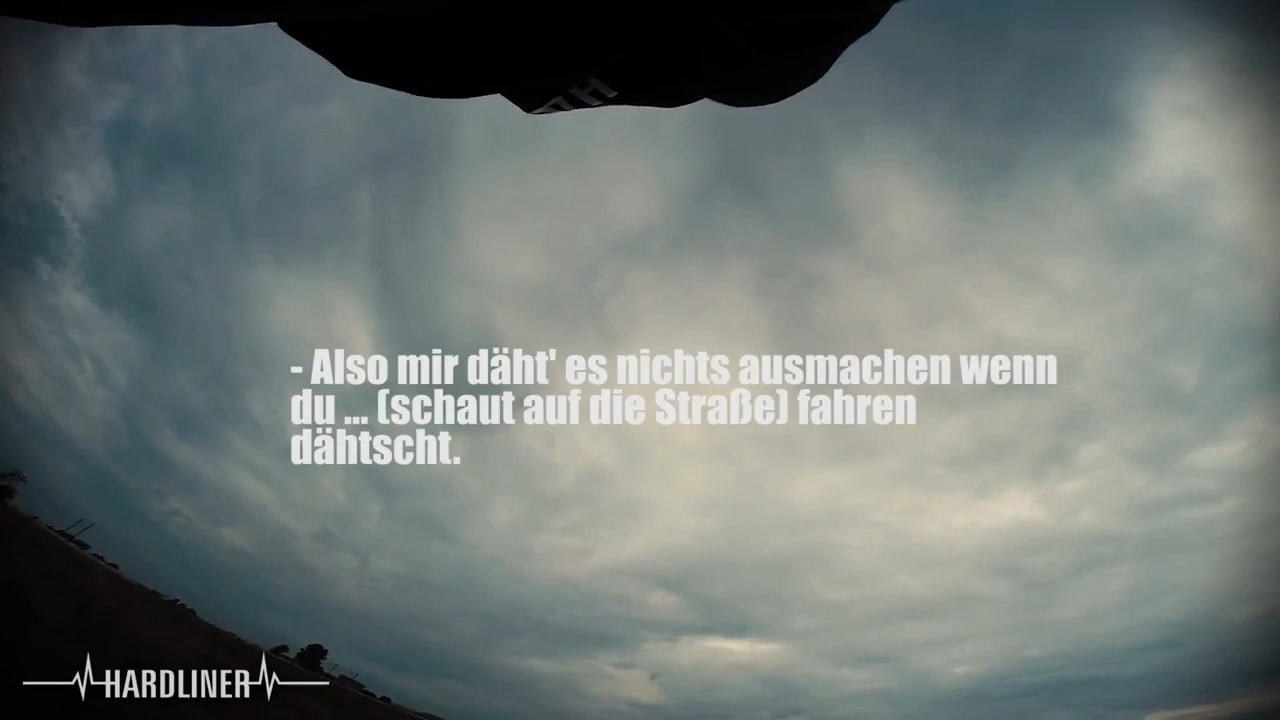 - Also mir däht' es nichts ausmachen wenn
du ... (schaut auf die Straße) fahren
dähtscht.
HARDLINER